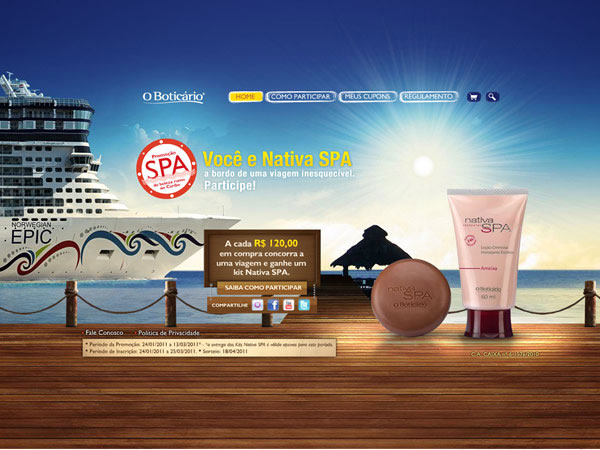 O Boticário
HOME
COMO PARTICIPAR
MEUS CUPONS
REGULAMENTO
Promoção
SPA
Você e Nativa SPA
a bordo de uma viagem inesquecível.
Participe!
NORWEGIAN
EPIC
A cada R$ 120,00
em compra concorra a
uma viagem e ganhe um
kit Nativa SPA.
SAIBA COMO PARTICIPAR
COMPARTILHE
nativa
SPA
o Boticário
nativa
SPA
Ameixa
o Boticário
60 ml
Fale Conosco
Política de Privacidade
* Período da Promoção: 24/01/2011 a 13/03/2011*
* Período de Inscrição: 24/01/2011 a 25/03/2011. * Sorteio: 18/04/2011